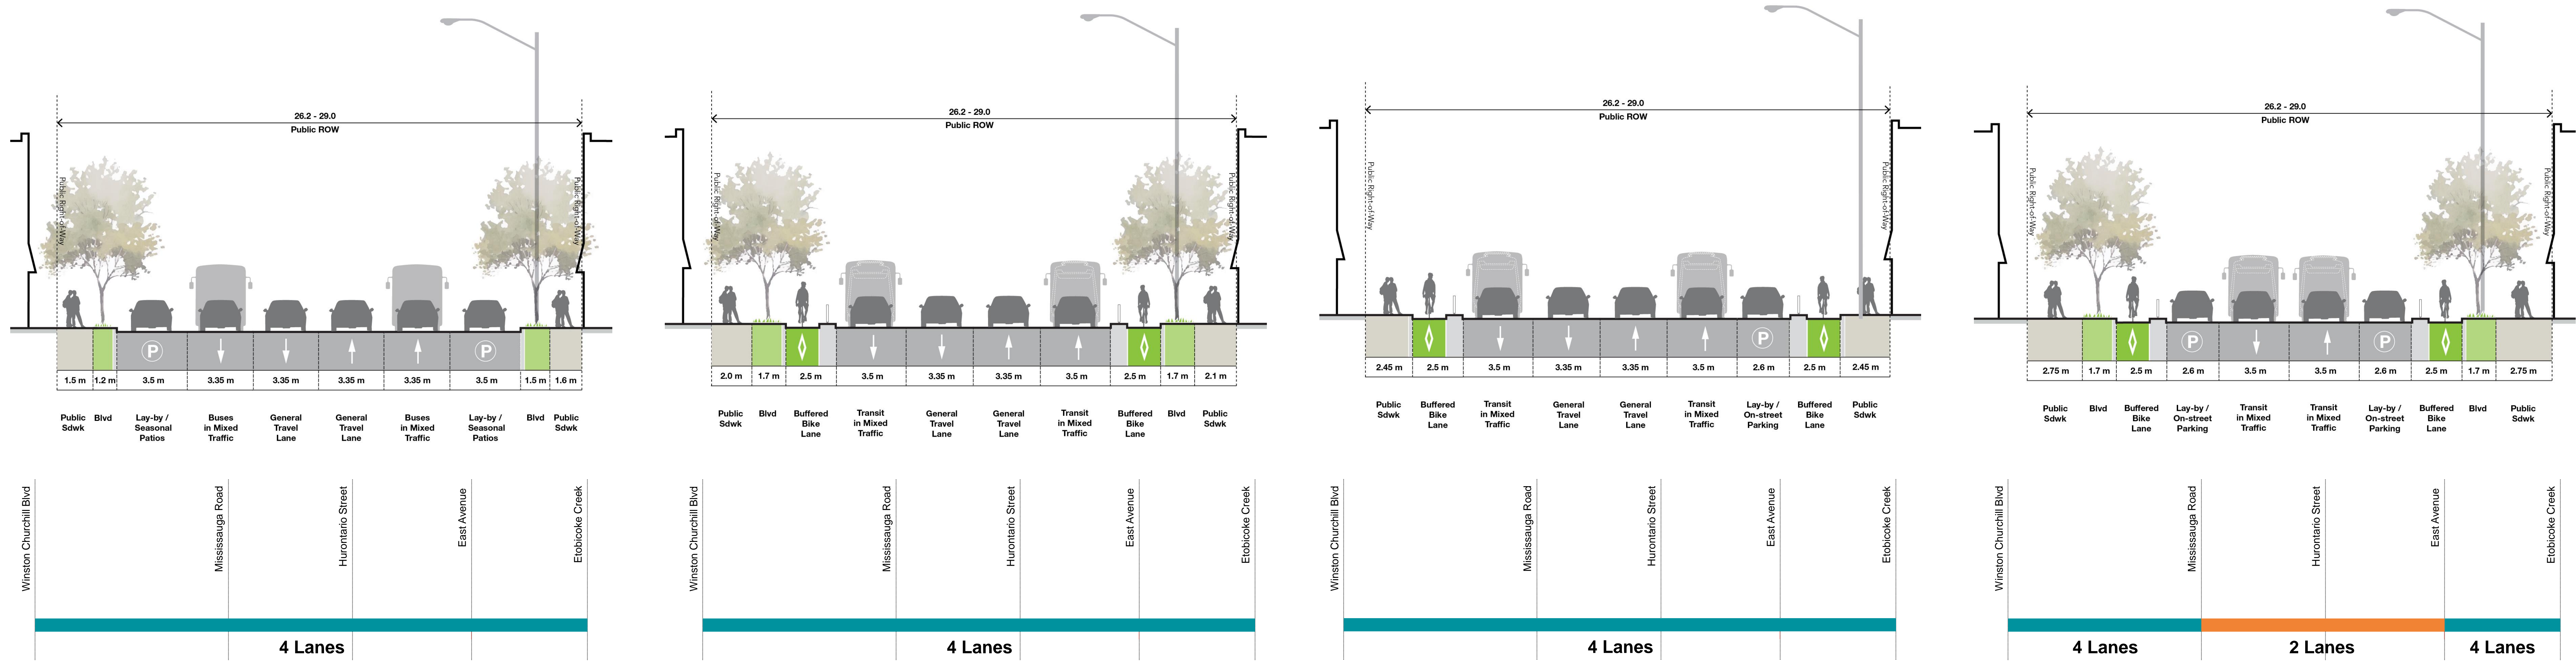 26.2 - 29.0
Public ROW
Public Right-of-Way
Public Right-of-Way
P
P
1.5 m 1.2 m 3.5 m 3.35 m 3.35 m 3.35 m 3.35 m 3.5 m 1.5 m 1.6 m
Public Sdwk
Blvd
Lay-by / Seasonal Patios
Buses in Mixed Traffic
General Travel Lane
General Travel Lane
Buses in Mixed Traffic
Lay-by / Seasonal Patios
Blvd
Public Sdwk
Winston Churchill Blvd
Mississauga Road
Hurontario Street
East Avenue
Etobicoke Creek
4 Lanes
26.2 - 29.0
Public ROW
Public Right-of-Way
Public Right-of-Way
2.0 m 1.7 m 2.5 m 3.5 m 3.35 m 3.35 m 3.5 m 2.5 m 1.7 m 2.1 m
Public Sdwk
Blvd
Buffered Bike Lane
Transit in Mixed Traffic
General Travel Lane
General Travel Lane
Transit in Mixed Traffic
Buffered Bike Lane
Blvd
Public Sdwk
Winston Churchill Blvd
Mississauga Road
Hurontario Street
East Avenue
Etobicoke Creek
4 Lanes
26.2 - 29.0
Public ROW
Public Right-of-Way
Public Right-of-Way
P
2.45 m 2.5 m 3.5 m 3.35 m 3.35 m 3.5 m 2.6 m 2.5 m 2.45 m
Public Sdwk
Buffered Bike Lane
Transit in Mixed Traffic
General Travel Lane
General Travel Lane
Transit in Mixed Traffic
Lay-by / On-street Parking
Buffered Bike Lane
Public Sdwk
Winston Churchill Blvd
Mississauga Road
Hurontario Street
East Avenue
Etobicoke Creek
4 Lanes
26.2 - 29.0
Public ROW
Public Right-of-Way
Public Right-of-Way
P
P
2.75 m 1.7 m 2.5 m 2.6 m 3.5 m 3.5 m 2.6 m 2.5 m 1.7 m 2.75 m
Public Sdwk
Blvd
Buffered Bike Lane
Lay-by / On-street Parking
Transit in Mixed Traffic
Transit in Mixed Traffic
Lay-by / On-street Parking
Buffered Bike Lane
Blvd
Public Sdwk
Winston Churchill Blvd
Mississauga Road
Hurontario Street
East Avenue
Etobicoke Creek
4 Lanes
2 Lanes
4 Lanes